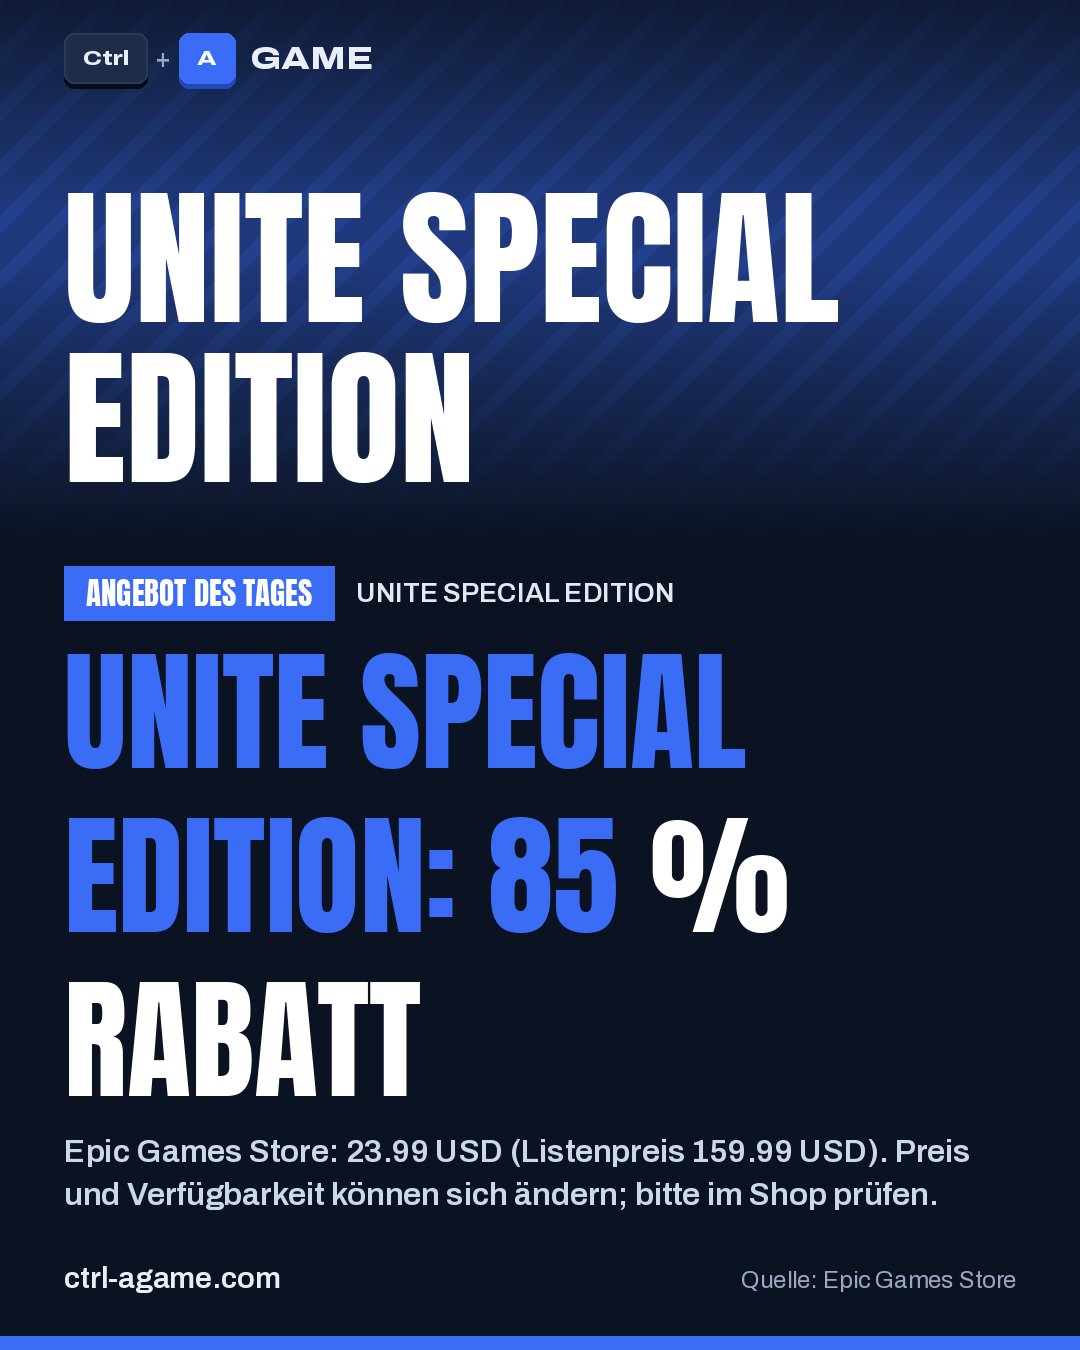 Ctrl + A GAME
UNITE SPECIAL
EDITION
ANGEBOT DES TAGES UNITE SPECIAL EDITION
UNITE SPECIAL
EDITION: 85 %
RABATT
Epic Games Store: 23.99 USD (Listenpreis 159.99 USD). Preis
und Verfügbarkeit können sich ändern; bitte im Shop prüfen.
ctrl-agame.com Quelle: Epic Games Store